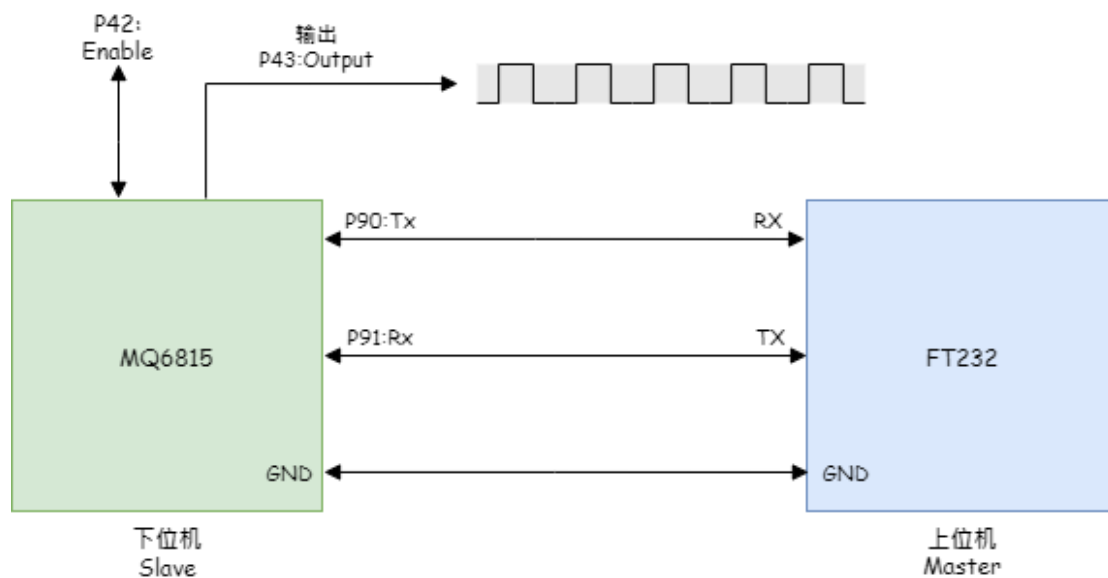 P42:
Enable
输出
P43:Output
P90:Tx
RX
P91:Rx
TX
MQ6815
FT232
GND
GND
下位机
Slave
上位机
Master